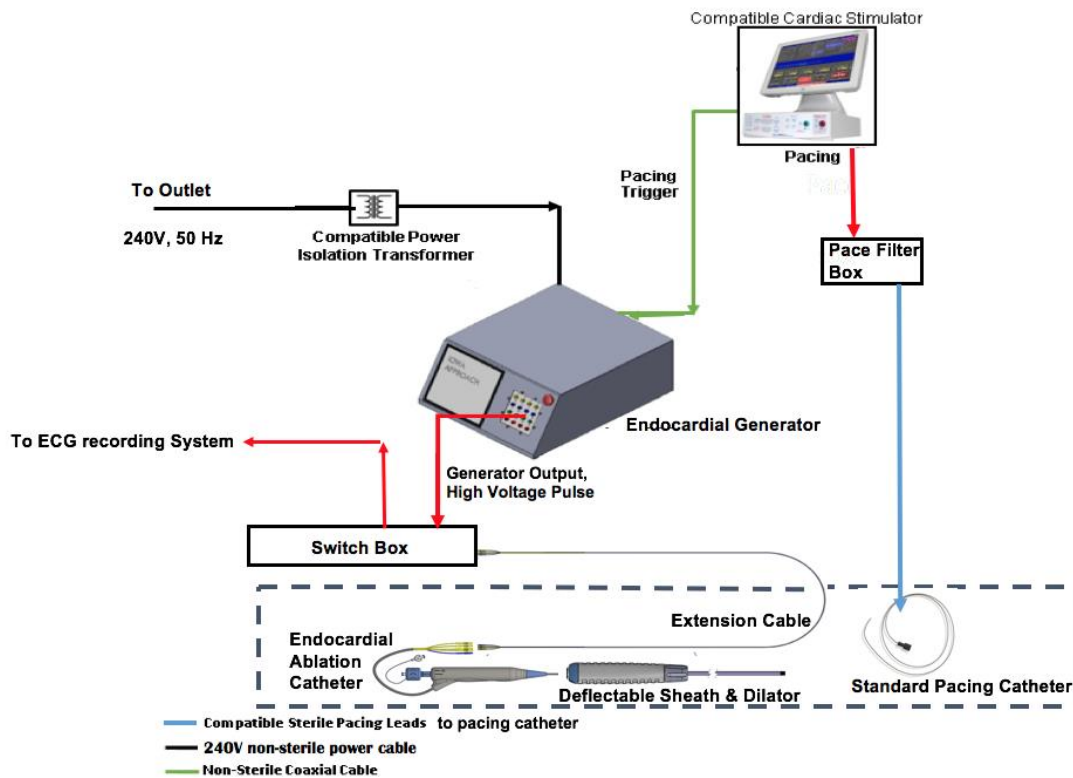 Compatible Cardiac Stimulator
Pacing
Pacing
Trigger
To Outlet
240V, 50 Hz
Compatible Power
Isolation Transformer
Pace Filter
Box
IOWA
APPROACH
Endocardial Generator
To ECG recording System
Generator Output,
High Voltage Pulse
Switch Box
Extension Cable
Endocardial
Ablation
Catheter
Deflectable Sheath & Dilator
Standard Pacing Catheter
Compatible Sterile Pacing Leads to pacing catheter
240V non-sterile power cable
Non-Sterile Coaxial Cable